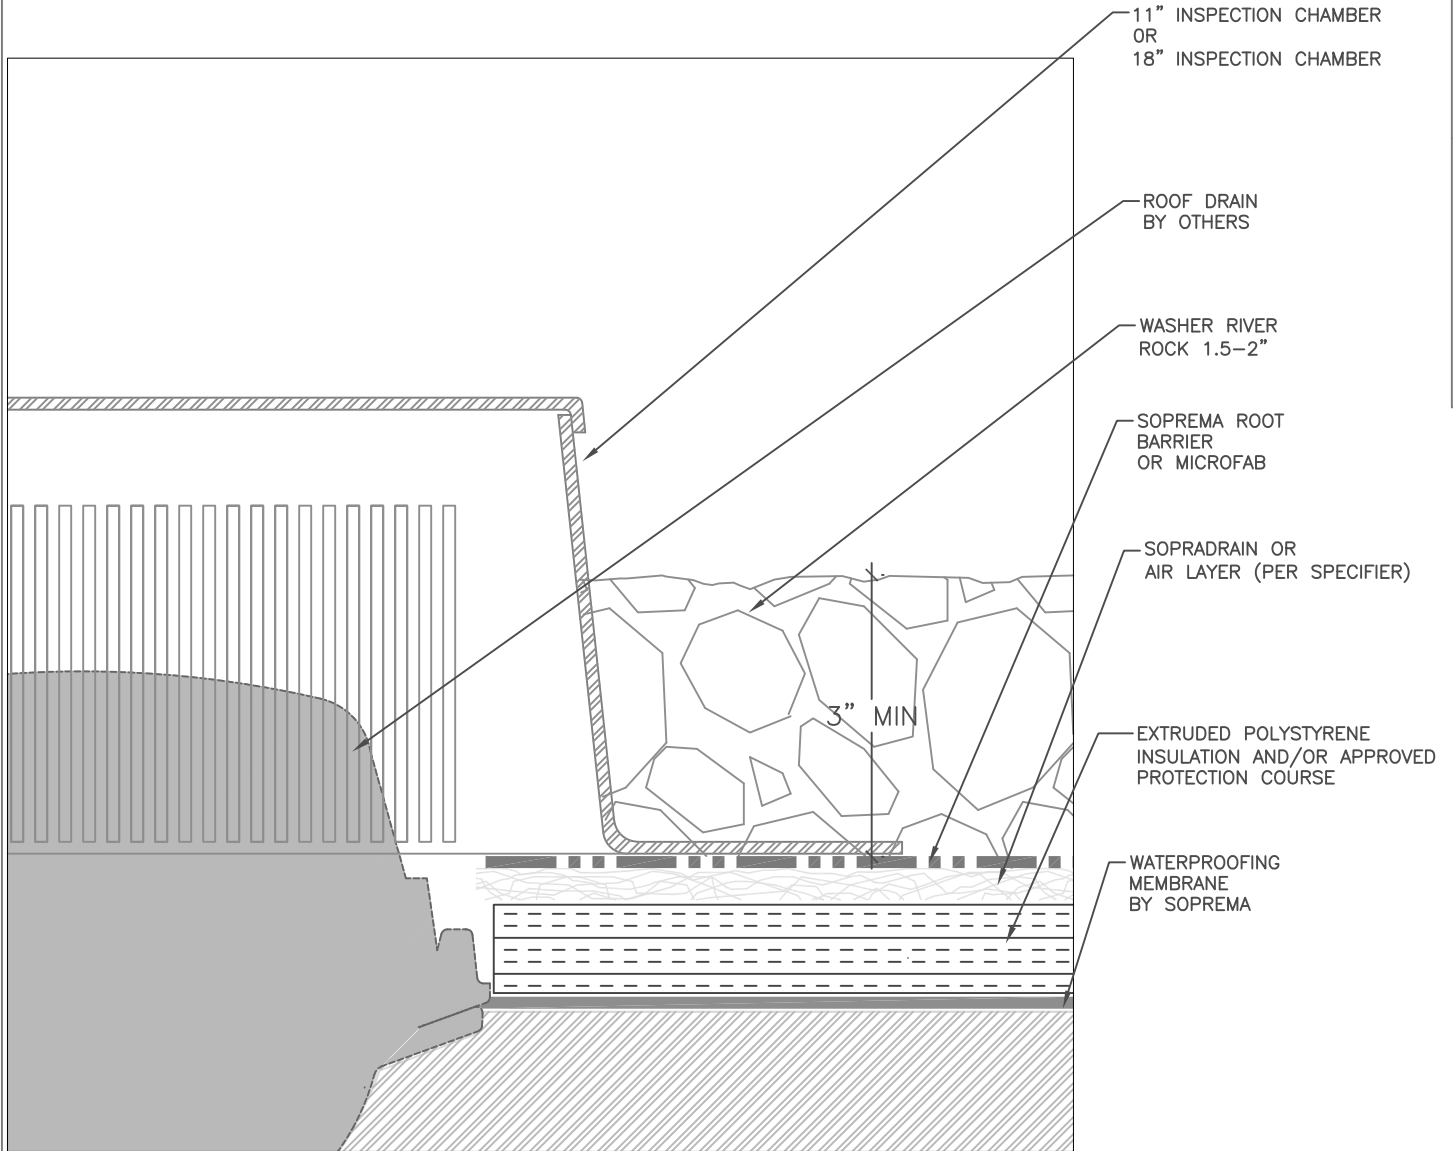 11” INSPECTION CHAMBER
OR
18” INSPECTION CHAMBER
ROOF DRAIN
BY OTHERS
WASHER RIVER
ROCK 1.5–2”
SOPREMA ROOT
BARRIER
OR MICROFAB
SOPRADRAIN OR
AIR LAYER (PER SPECIFIER)
3” MIN
EXTRUDED POLYSTYRENE
INSULATION AND/OR APPROVED
PROTECTION COURSE
WATERPROOFING
MEMBRANE
BY SOPREMA